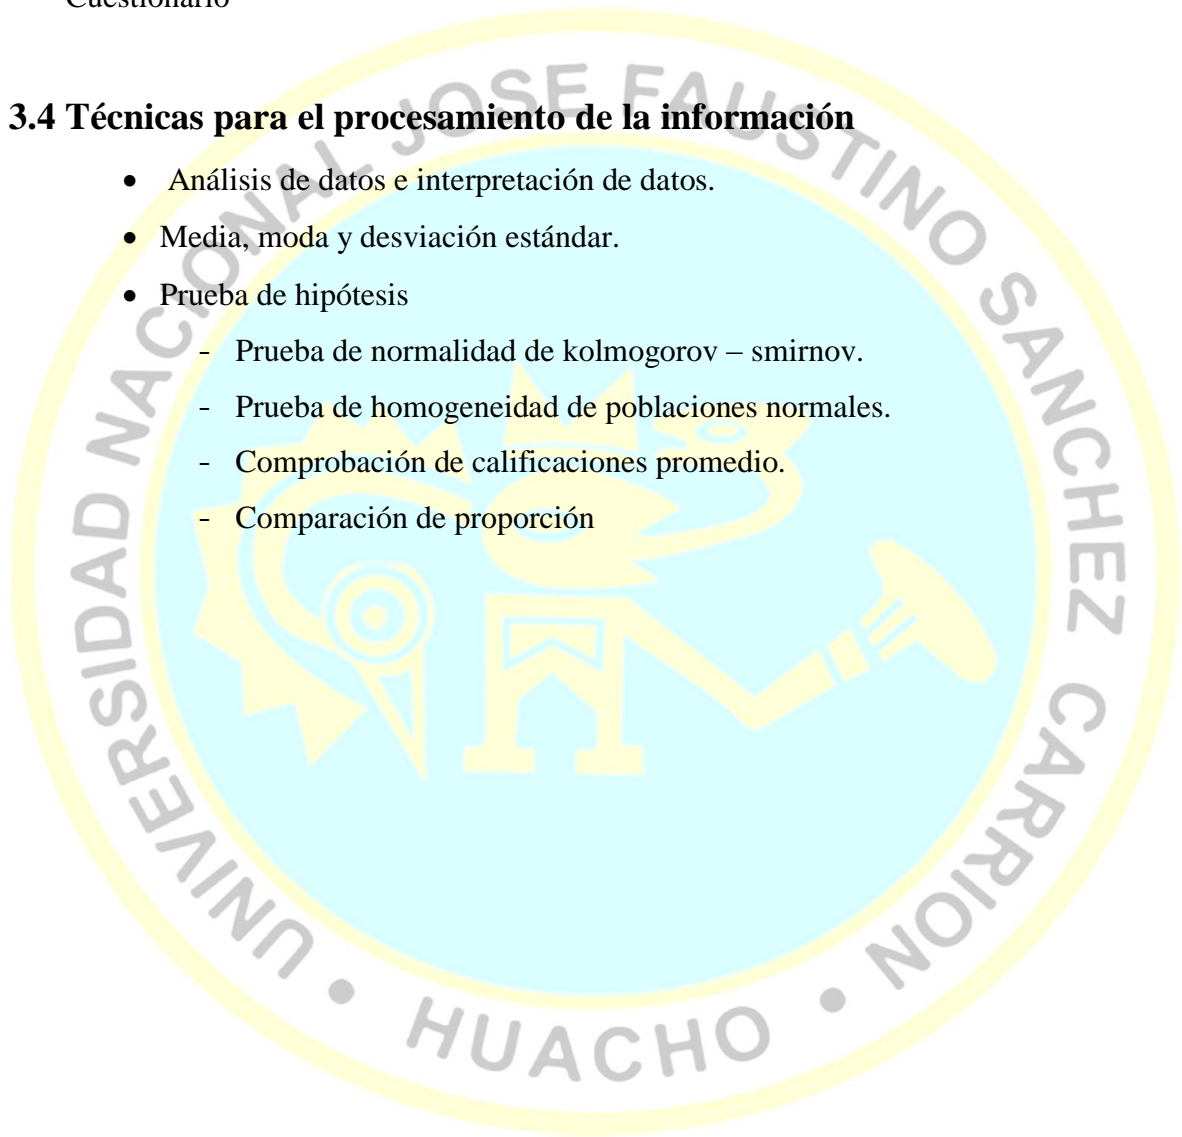 Cuestionario
3.4 Técnicas para el procesamiento de la información
• Análisis de datos e interpretación de datos.
• Media, moda y desviación estándar.
• Prueba de hipótesis
- Prueba de normalidad de kolmogorov – smirnov.
- Prueba de homogeneidad de poblaciones normales.
- Comprobación de calificaciones promedio.
- Comparación de proporción
UNIVERSIDAD NACIONAL JOSE FAUSTINO SANCHEZ CARRION • HUACHO •